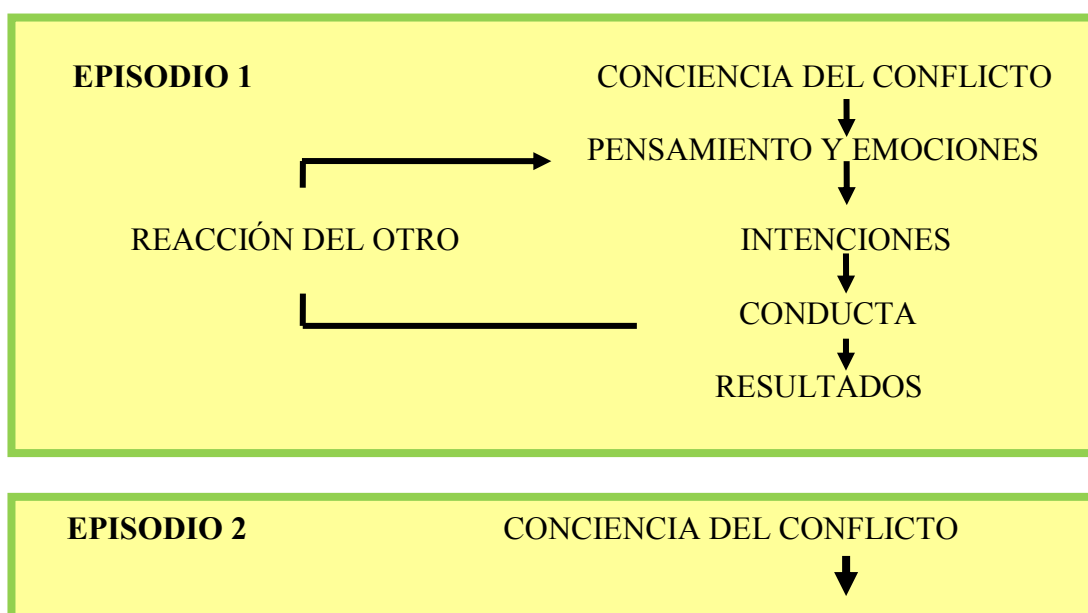 EPISODIO 1 CONCIENCIA DEL CONFLICTO
PENSAMIENTO Y EMOCIONES
REACCIÓN DEL OTRO INTENCIONES
CONDUCTA
RESULTADOS
EPISODIO 2 CONCIENCIA DEL CONFLICTO